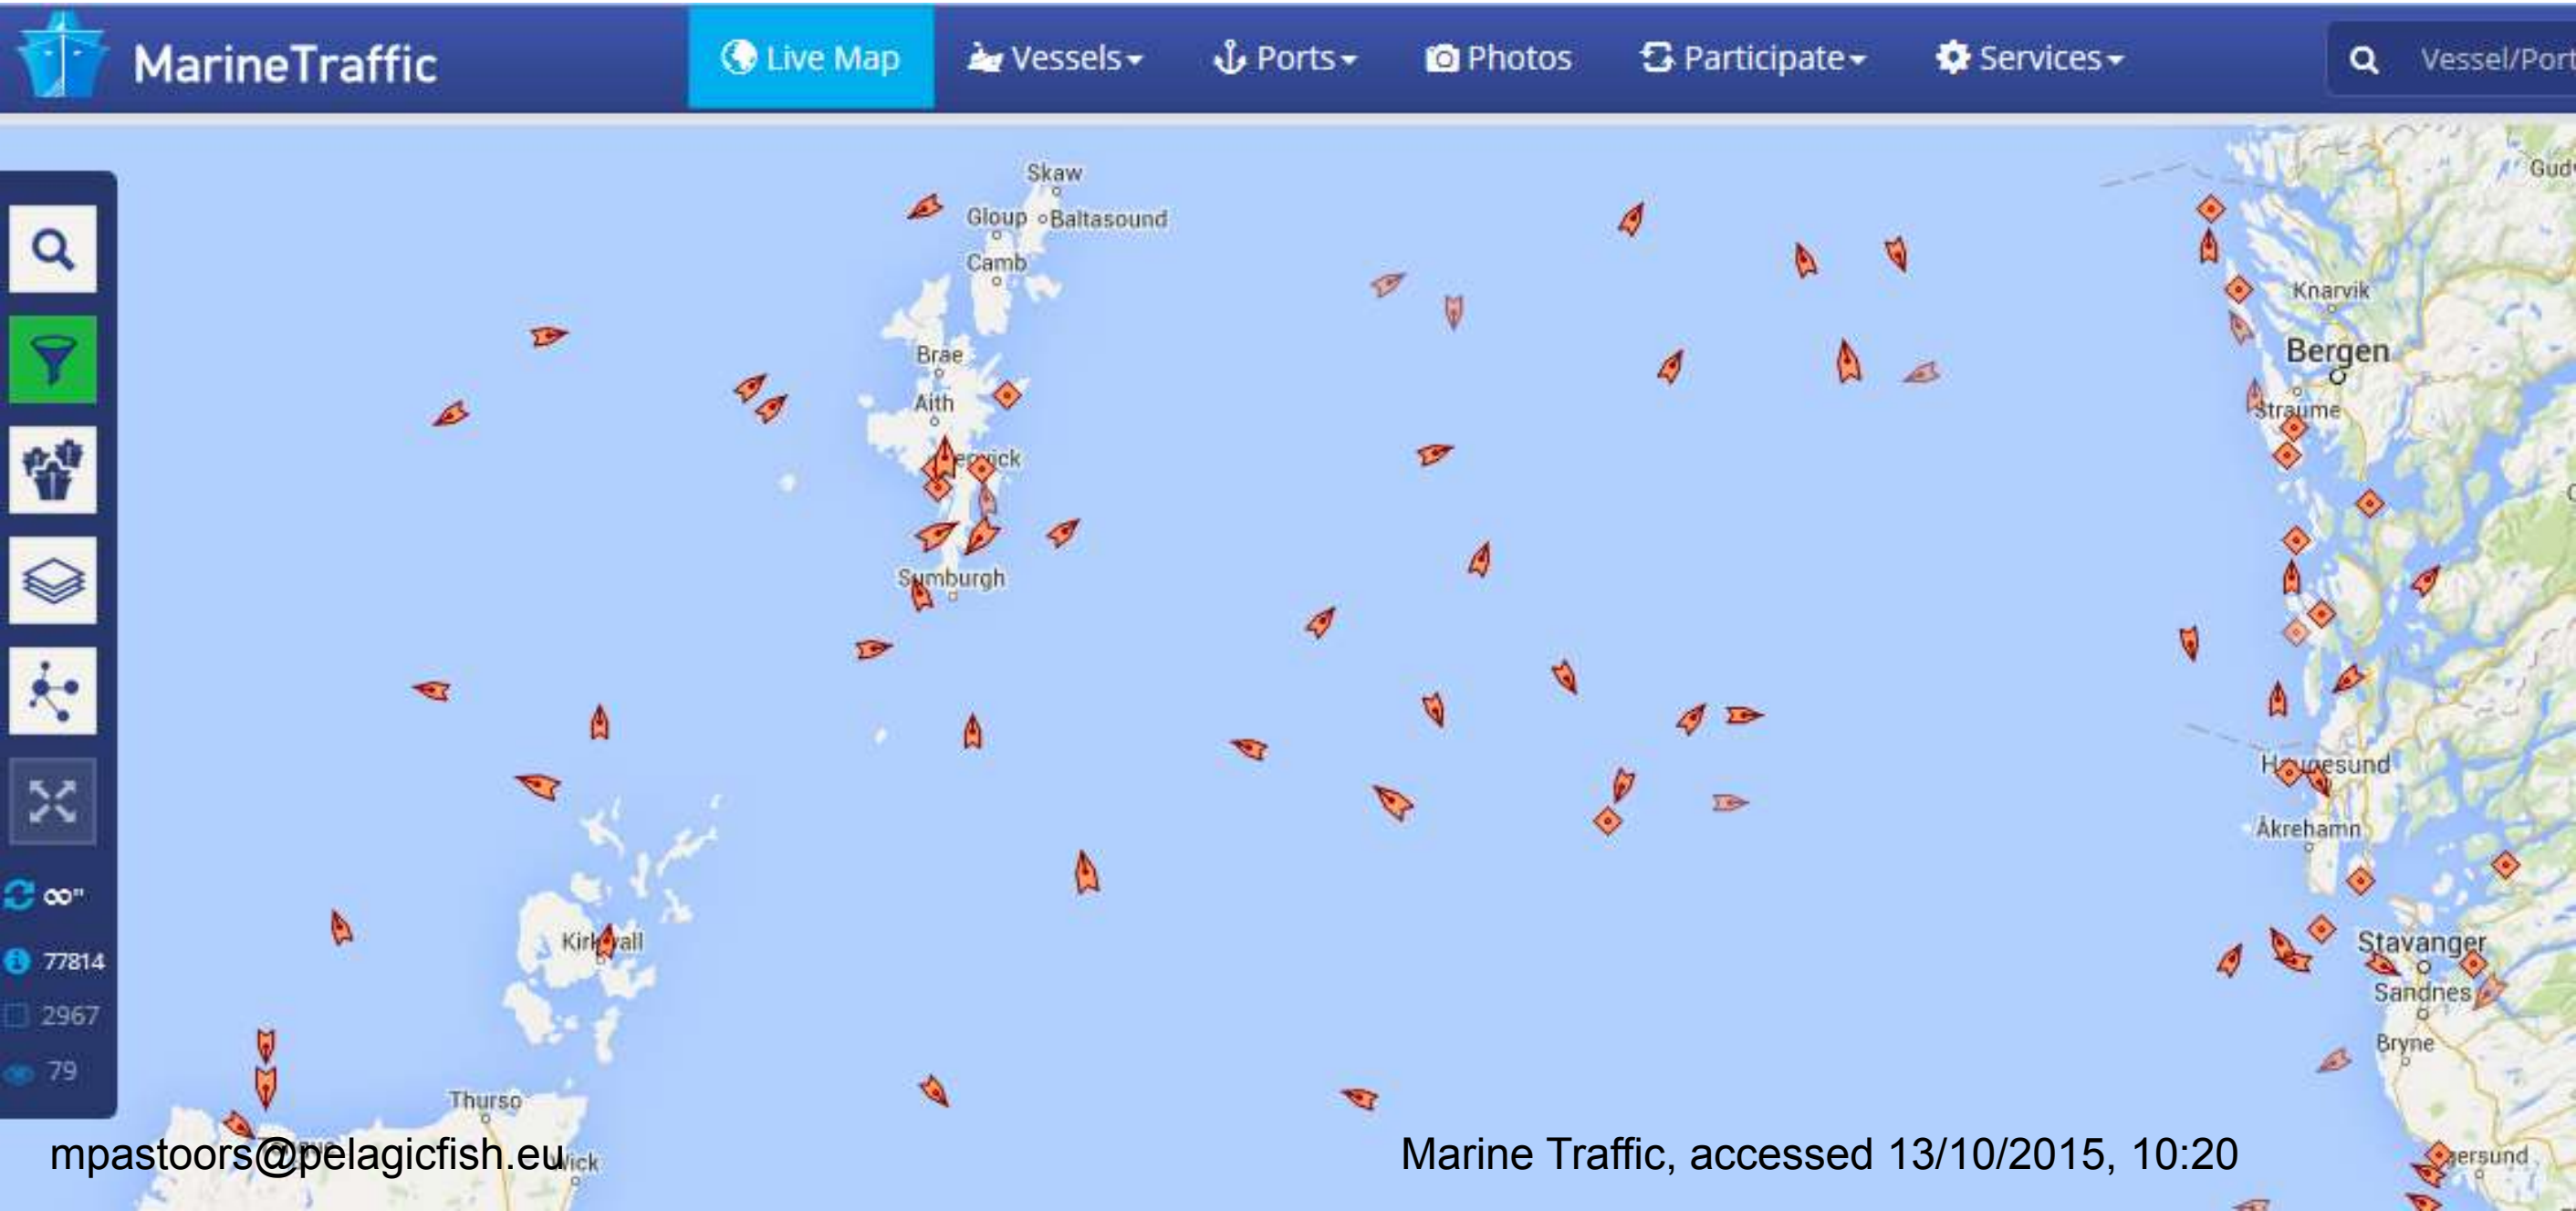 MarineTraffic
Live Map
Vessels
Ports
Photos
Participate
Services
Vessel/Port
Skaw
Gloup
Baltasound
Camb
Brae
Aith
Sumburgh
Knarvik
Bergen
Straume
Haugesund
Åkrehamn
Kirkwall
Stavanger
Sandnes
Bryne
Thurso
Wick
∞"
77814
2967
79
mpastoors@pelagicfish.eu
Marine Traffic, accessed 13/10/2015, 10:20